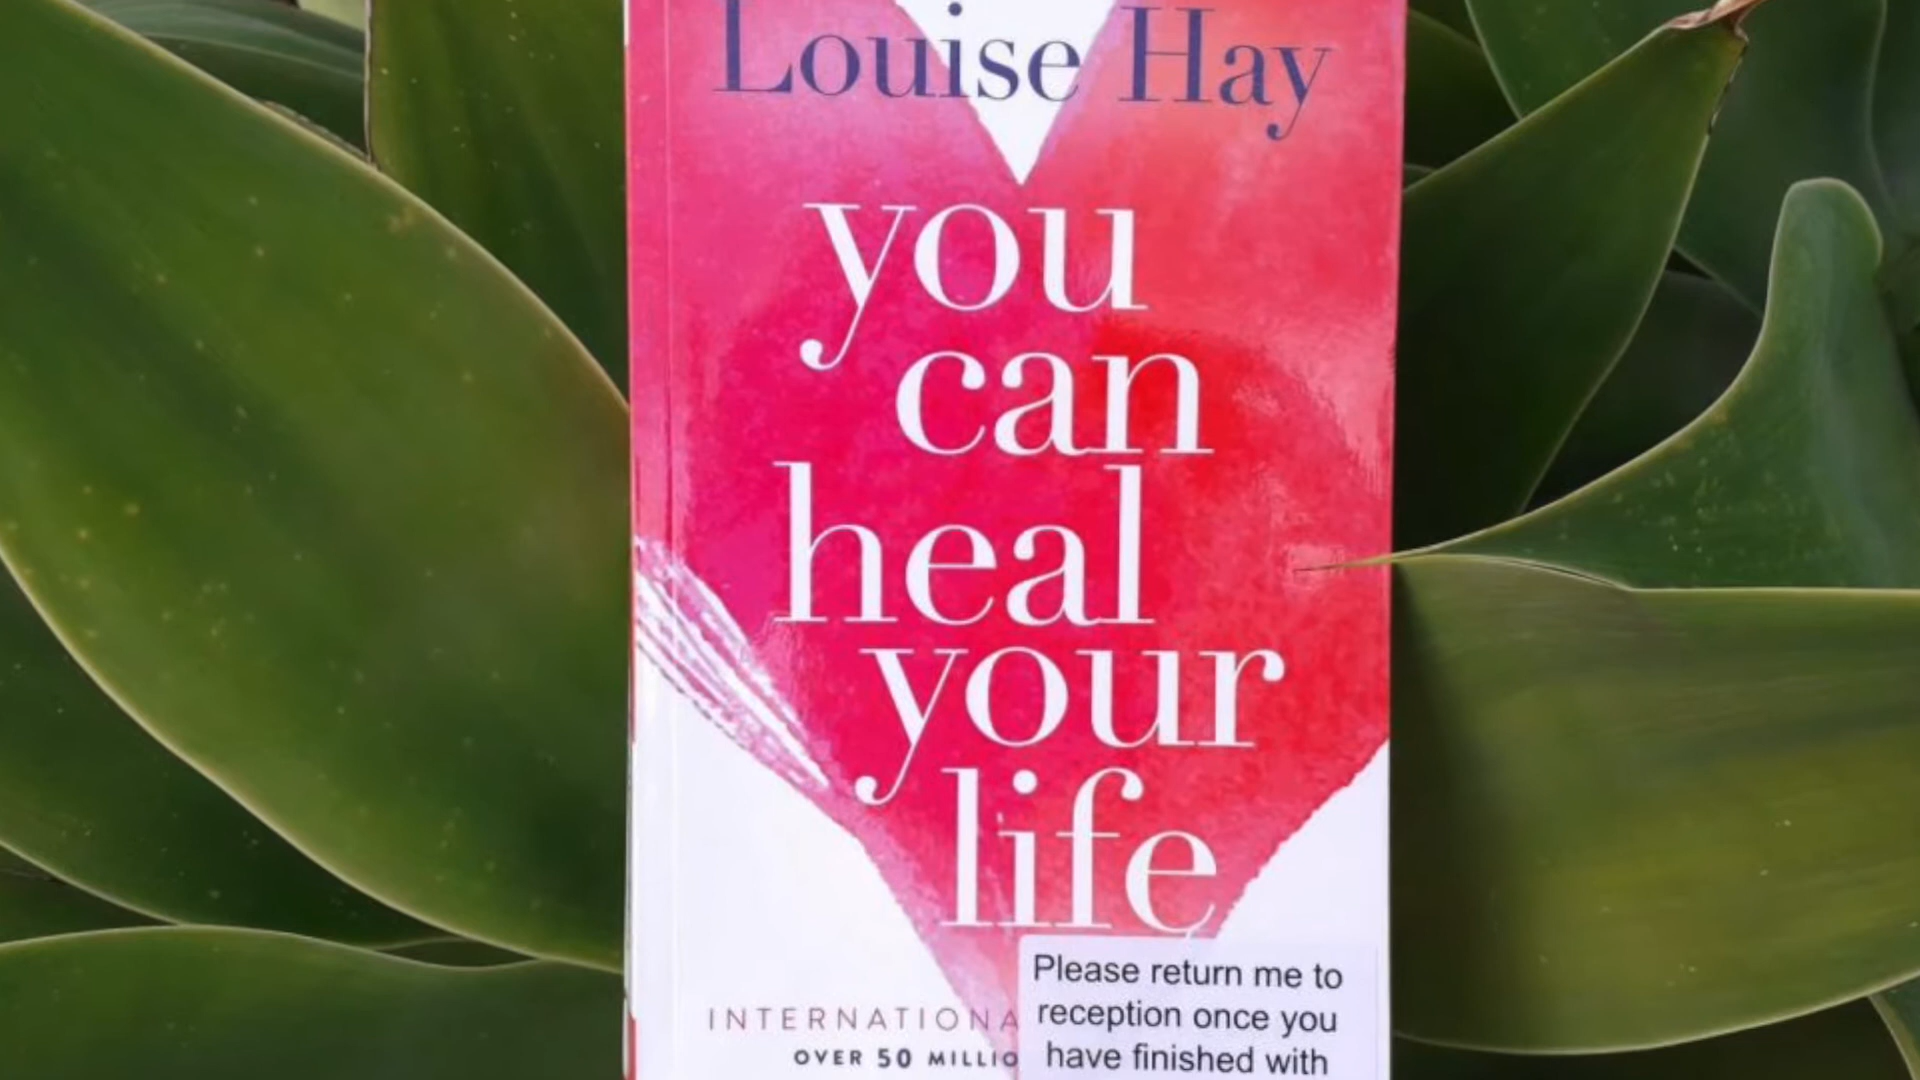 Louise Hay
you
can
heal
your
life
INTERNATIONA
OVER 50 MILLIO
Please return me to
reception once you
have finished with